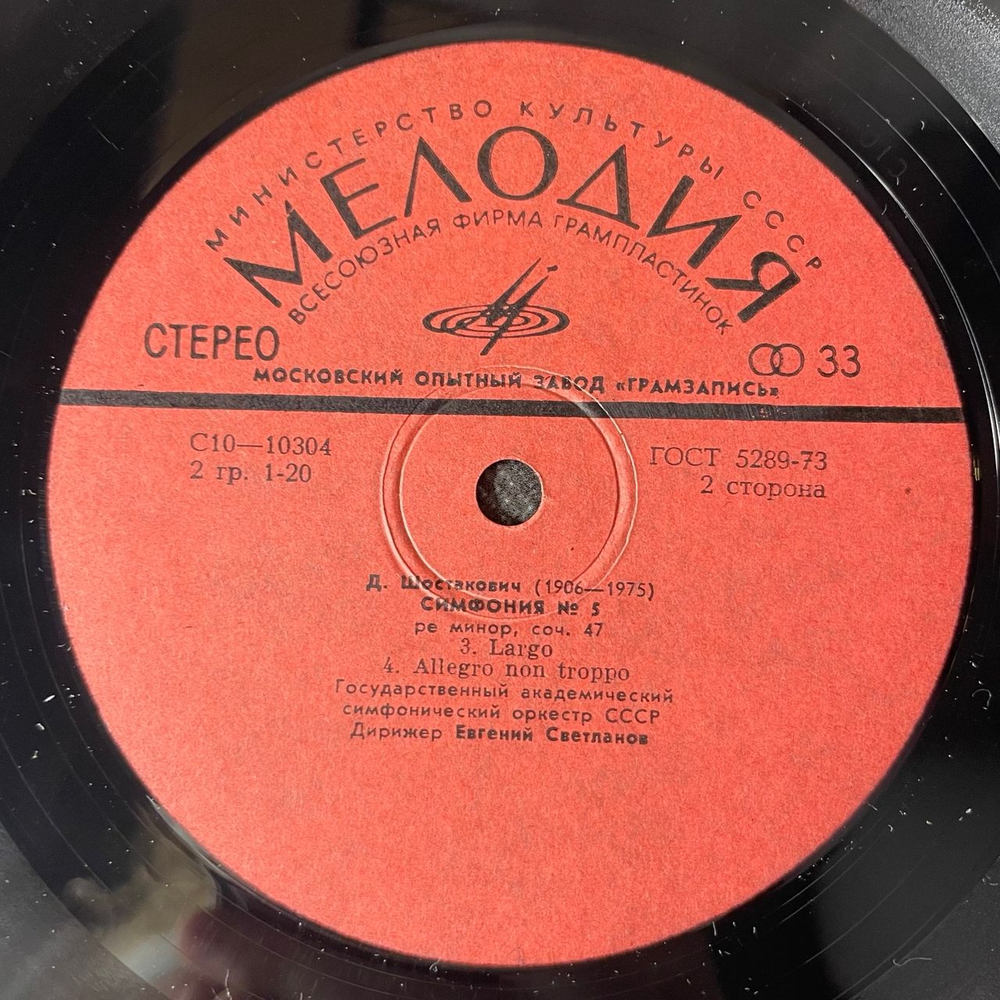 МИНИСТЕРСТВО КУЛЬТУРЫ СССР
МЕЛОДИЯ
ВСЕСОЮЗНАЯ ФИРМА ГРАМПЛАСТИНОК
СТЕРЕО
33
МОСКОВСКИЙ ОПЫТНЫЙ ЗАВОД «ГРАМЗАПИСЬ»
С10—10304
2 гр. 1-20
ГОСТ 5289-73
2 сторона
Д. Шостакович (1906—1975)
СИМФОНИЯ № 5
ре минор, соч. 47
3. Largo
4. Allegro non troppo
Государственный академический
симфонический оркестр СССР
Дирижер Евгений Светланов